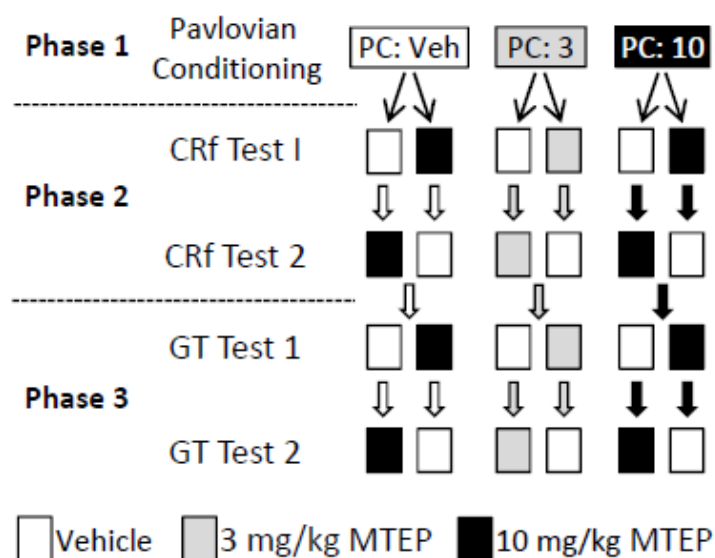 Phase 1
Pavlovian
Conditioning
PC: Veh
PC: 3
PC: 10
CRf Test I
Phase 2
CRf Test 2
GT Test 1
Phase 3
GT Test 2
Vehicle
3 mg/kg MTEP
10 mg/kg MTEP